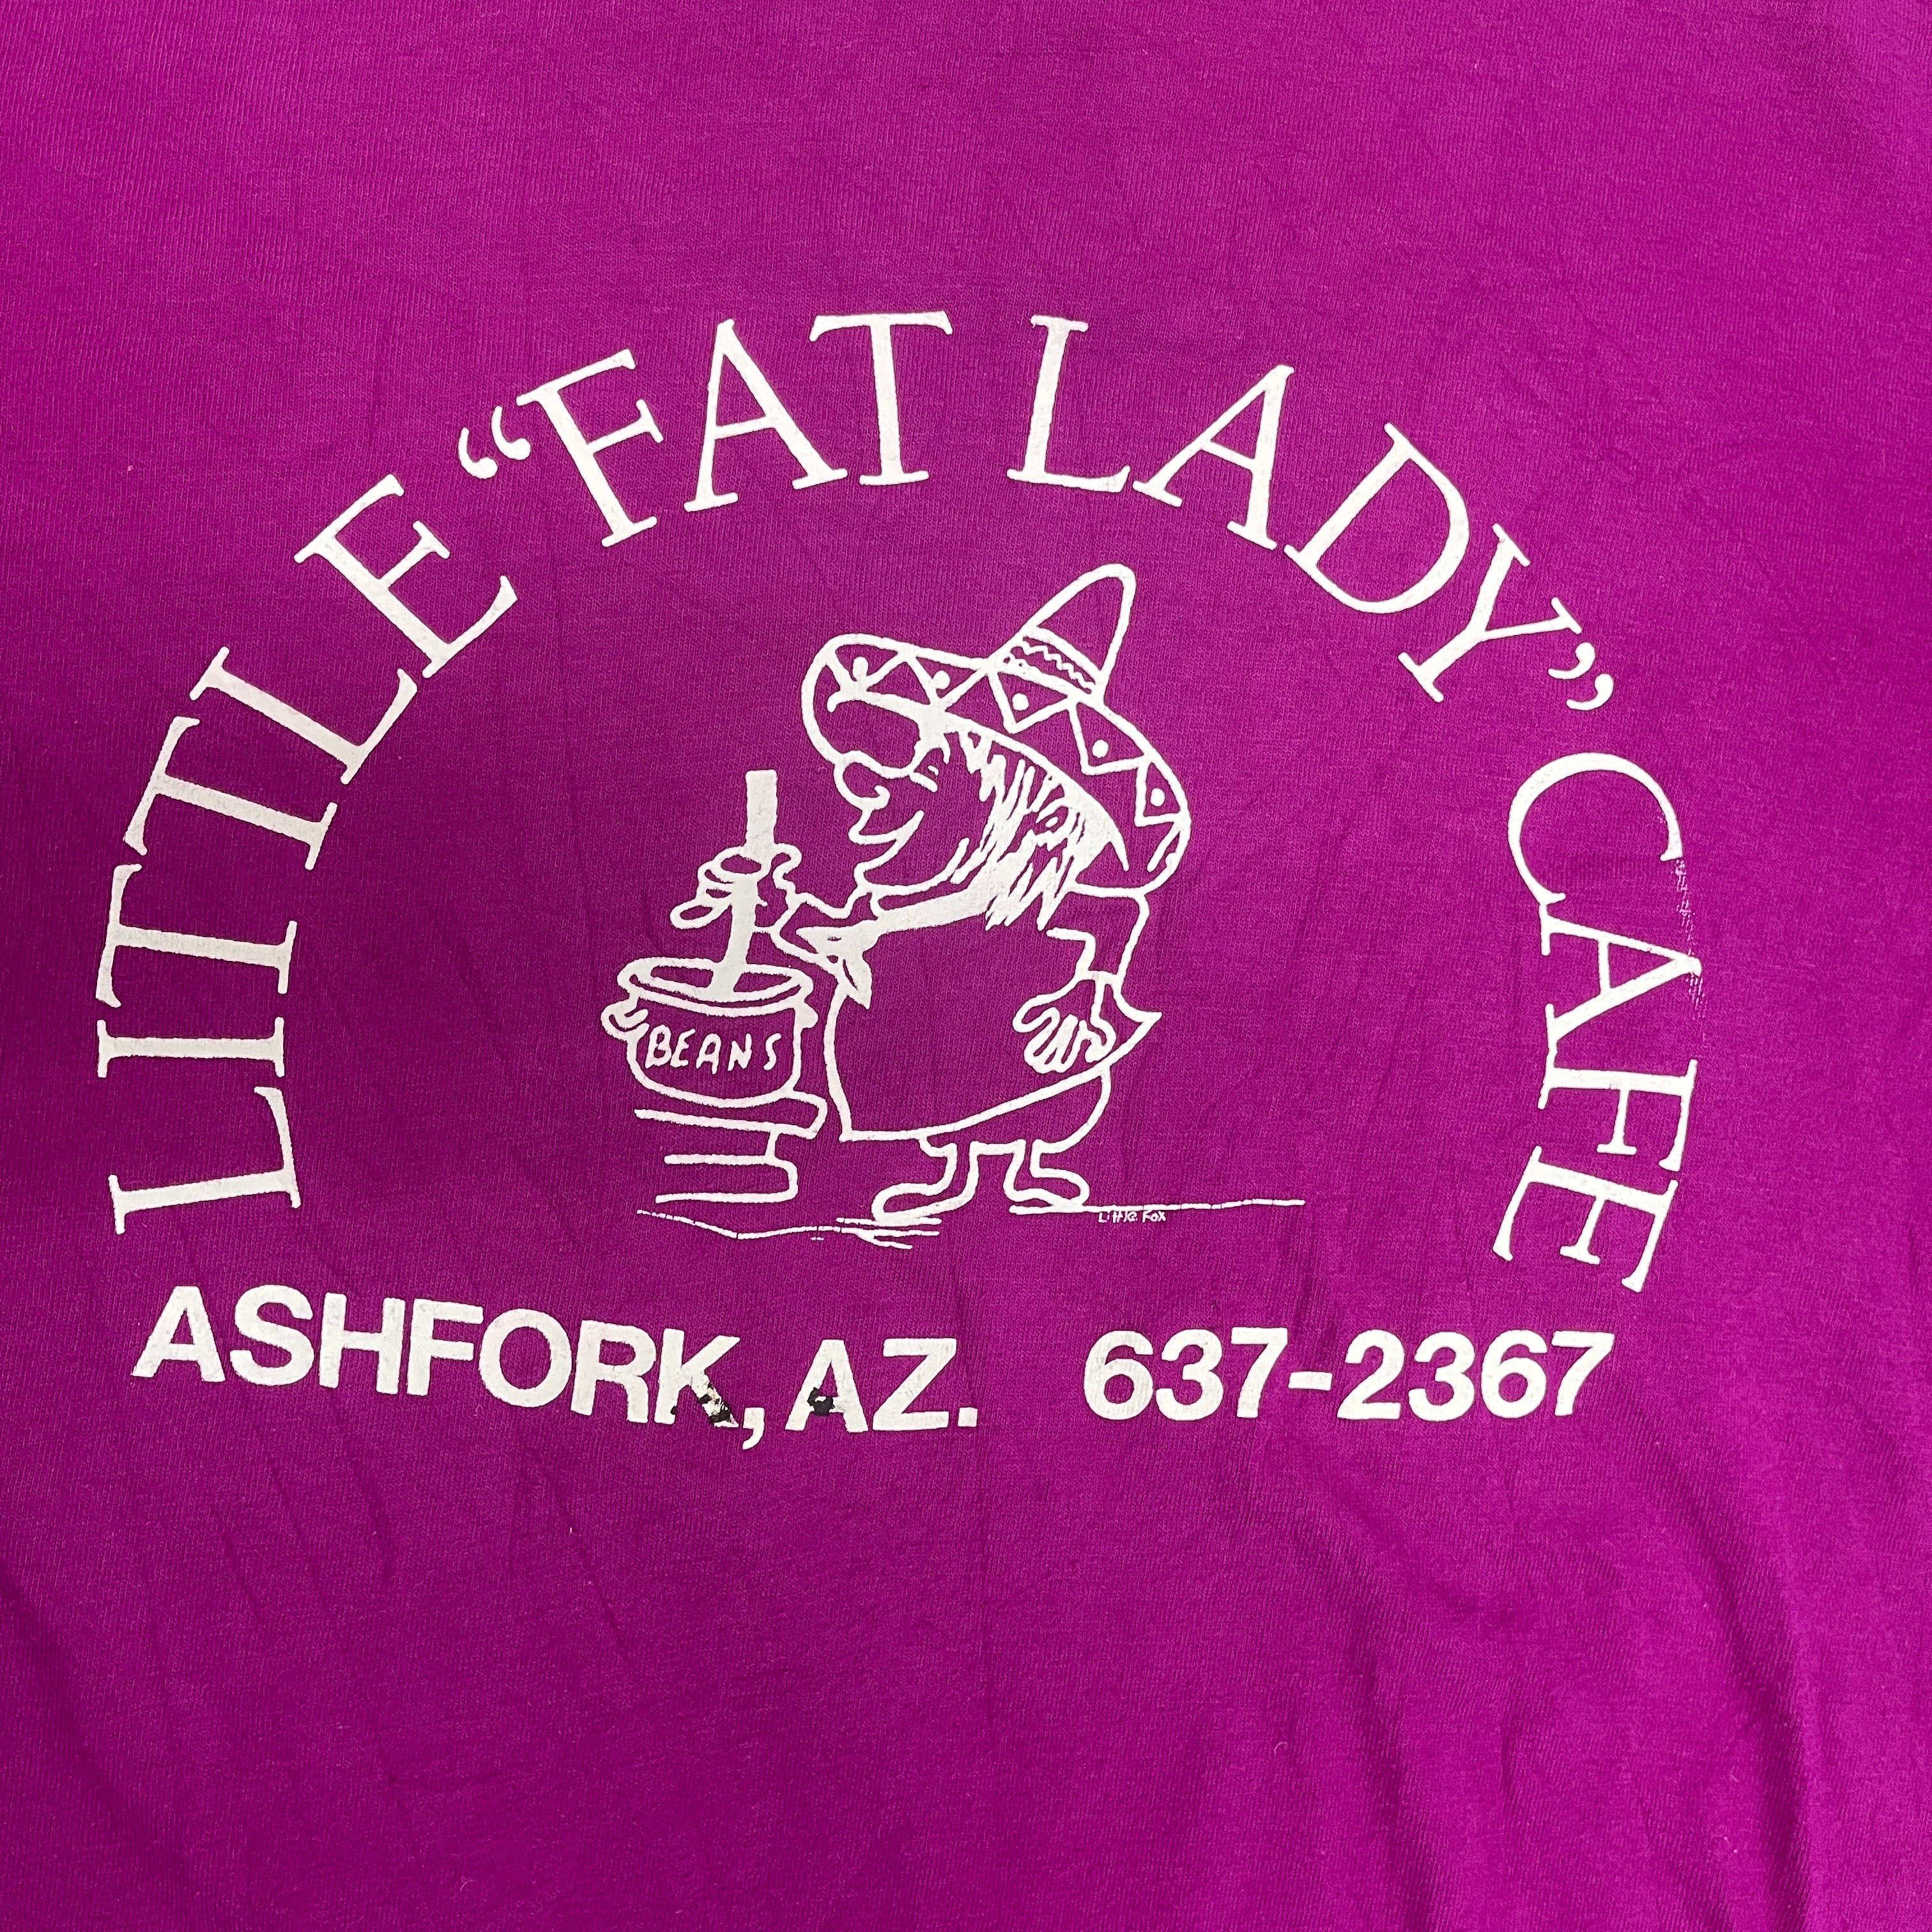 LITTLE “FAT LADY” CAFE
BEANS
Little Fox
ASHFORK, AZ. 637-2367